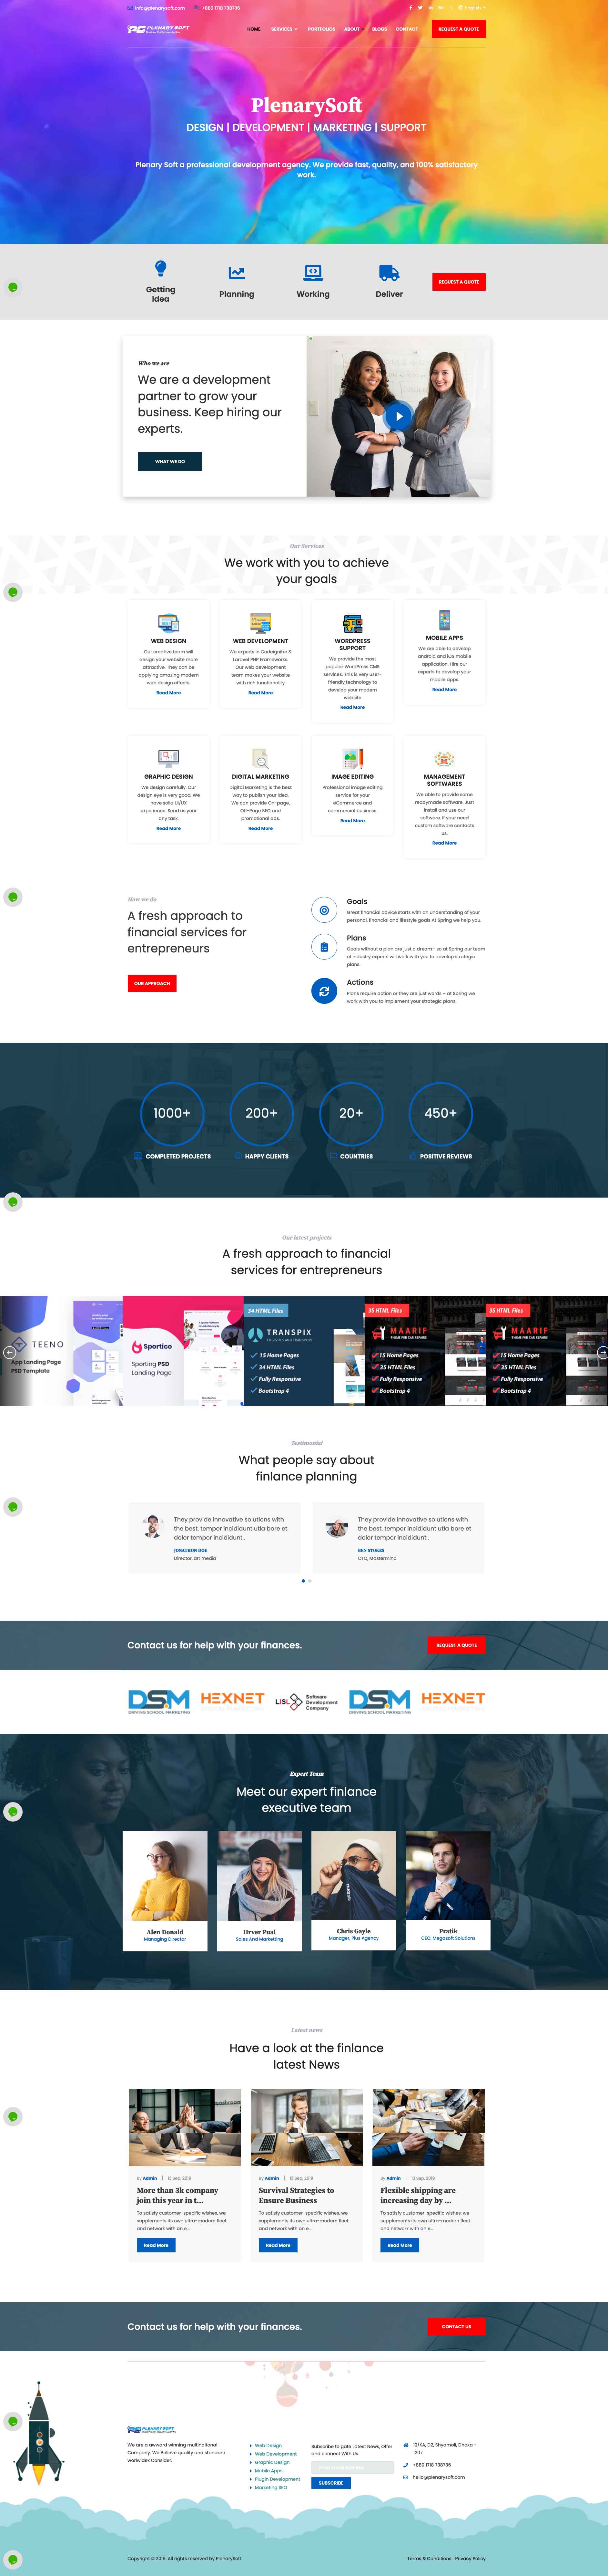 info@plenarysoft.com +880 1718 738736 English
PLENARY SOFT
HOME SERVICES PORTFOLIOS ABOUT BLOGS CONTACT REQUEST A QUOTE
PlenarySoft
DESIGN | DEVELOPMENT | MARKETING | SUPPORT
Plenary Soft a professional development agency. We provide fast, quality, and 100% satisfactory
work.
Getting
Idea
Planning
Working
Deliver
REQUEST A QUOTE
Who we are
We are a development
partner to grow your
business. Keep hiring our
experts.
WHAT WE DO
Our Services
We work with you to achieve
your goals
WEB DESIGN
Our creative team will
design your website more
attractive. They can be
applying amazing modern
web design effects.
Read More
WEB DEVELOPMENT
We experts in CodeIgniter &
Laravel PHP Frameworks.
Our web development
team makes your website
with rich functionality
Read More
WORDPRESS
SUPPORT
We provide the most
popular WordPress CMS
services. This is very user-
friendly technology to
develop your modern
website
Read More
MOBILE APPS
We are able to develop
android and IOS mobile
application. Hire our
experts to develop your
mobile apps.
Read More
GRAPHIC DESIGN
We design carefully. Our
design eye is very good. We
have solid UI/UX
experience. Send us your
any task.
Read More
DIGITAL MARKETING
Digital Marketing is the best
way to publish your idea.
We can provide On-page,
Off-Page SEO and
promotional ads.
Read More
IMAGE EDITING
Professional image editing
service for your
eCommerce and
commercial business.
Read More
MANAGEMENT
SOFTWARES
We able to provide some
readymade software. Just
install and use our
software. If your need
custom software contacts
us.
Read More
How we do
A fresh approach to
financial services for
entrepreneurs
OUR APPROACH
Goals
Great financial advice starts with an understanding of your
personal, financial and lifestyle goals At Spring we help you.
Plans
Goals without a plan are just a dream– so at Spring our team
of industry experts will work with you to develop strategic
plans.
Actions
Plans require action or they are just words – at Spring we
work with you to implement your strategic plans.
1000+
200+
20+
450+
COMPLETED PROJECTS
HAPPY CLIENTS
COUNTRIES
POSITIVE REVIEWS
Our latest projects
A fresh approach to financial
services for entrepreneurs
TEENO
App Landing Page
PSD Template
Sportico
Sporting PSD
Landing Page
34 HTML Files
TRANSPIX
15 Home Pages
34 HTML Files
Fully Responsive
Bootstrap 4
35 HTML Files
MAARIF
15 Home Pages
35 HTML Files
Fully Responsive
Bootstrap 4
35 HTML Files
MAARIF
15 Home Pages
35 HTML Files
Fully Responsive
Bootstrap 4
Testimonial
What people say about
finlance planning
They provide innovative solutions with
the best. tempor incididunt utla bore et
dolor tempor incididunt .
JONATHON DOE
Director, art media
They provide innovative solutions with
the best. tempor incididunt utla bore et
dolor tempor incididunt .
BEN STOKES
CTO, Mastermind
Contact us for help with your finances.
REQUEST A QUOTE
DSM
DRIVING SCHOOL MARKETING
HEXNET
LISL
Software
Development
Company
DSM
DRIVING SCHOOL MARKETING
HEXNET
Expert Team
Meet our expert finlance
executive team
Alen Donald
Managing Director
Hrver Pual
Sales And Marketting
Chris Gayle
Manager, Plus Agency
Pratik
CEO, Megasoft Solutions
Latest news
Have a look at the finlance
latest News
By Admin | 13 Sep, 2019
More than 3k company
join this year in t...
To satisfy customer-specific wishes, we
supplements its own ultra-modern fleet
and network with an e...
Read More
By Admin | 13 Sep, 2019
Survival Strategies to
Ensure Business
To satisfy customer-specific wishes, we
supplements its own ultra-modern fleet
and network with an e...
Read More
By Admin | 13 Sep, 2019
Flexible shipping are
increasing day by ...
To satisfy customer-specific wishes, we
supplements its own ultra-modern fleet
and network with an e...
Read More
Contact us for help with your finances.
CONTACT US
PLENARY SOFT
We are a awward winning multinaitonal
Company. We Believe quality and standard
worlwides Consider.
Web Design
Web Development
Graphic Design
Mobile Apps
Plugin Development
Marketing SEO
Subscribe to gate Latest News, Offer
and connect With Us.
SUBSCRIBE
12/KA, 02, Shyamoli, Dhaka -
1207
+880 1718 738736
hello@plenarysoft.com
Copyright © 2019. All rights reserved by PlenarySoft
Terms & Conditions Privacy Policy